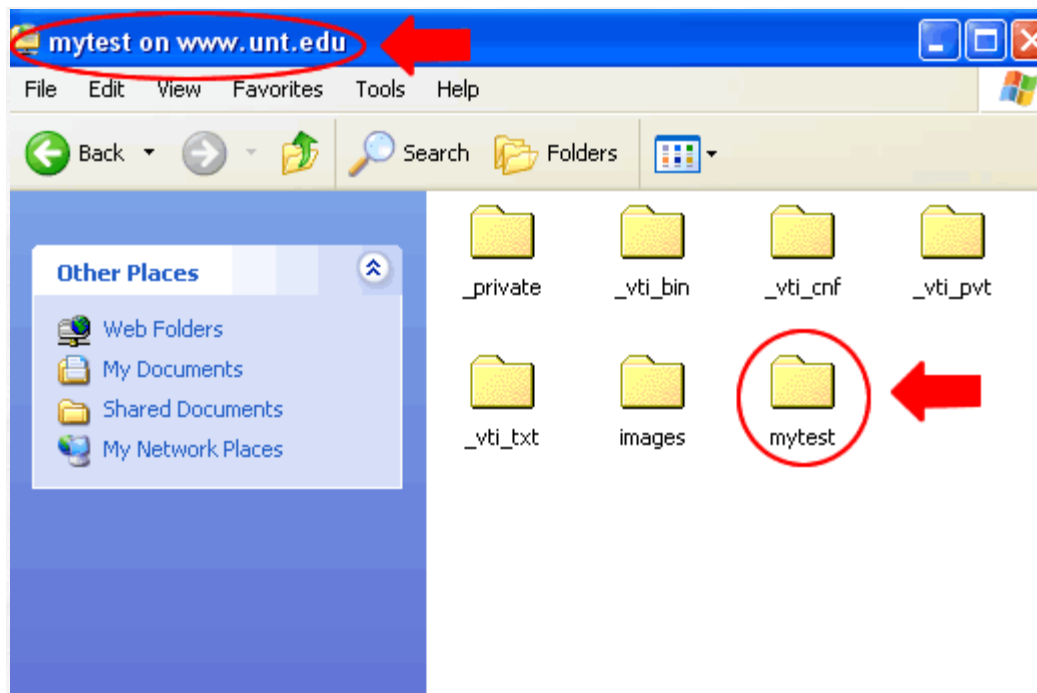 mytest on www.unt.edu
File Edit View Favorites Tools Help
Back Search Folders
Other Places
Web Folders
My Documents
Shared Documents
My Network Places
_private _vti_bin _vti_cnf _vti_pvt
_vti_txt images mytest